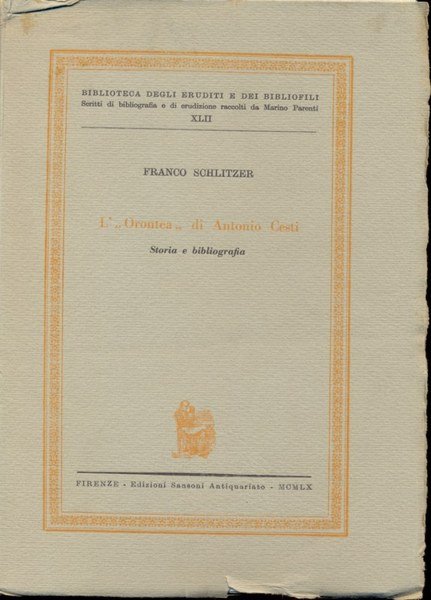 BIBLIOTECA DEGLI ERUDITI E DEI BIBLIOFILI
Scritti di bibliografia e di erudizione raccolti da Marino Parenti
XLII
FRANCO SCHLITZER
L' „Orontea„ di Antonio Cesti
Storia e bibliografia
FIRENZE - Edizioni Sansoni Antiquariato - MCMLX